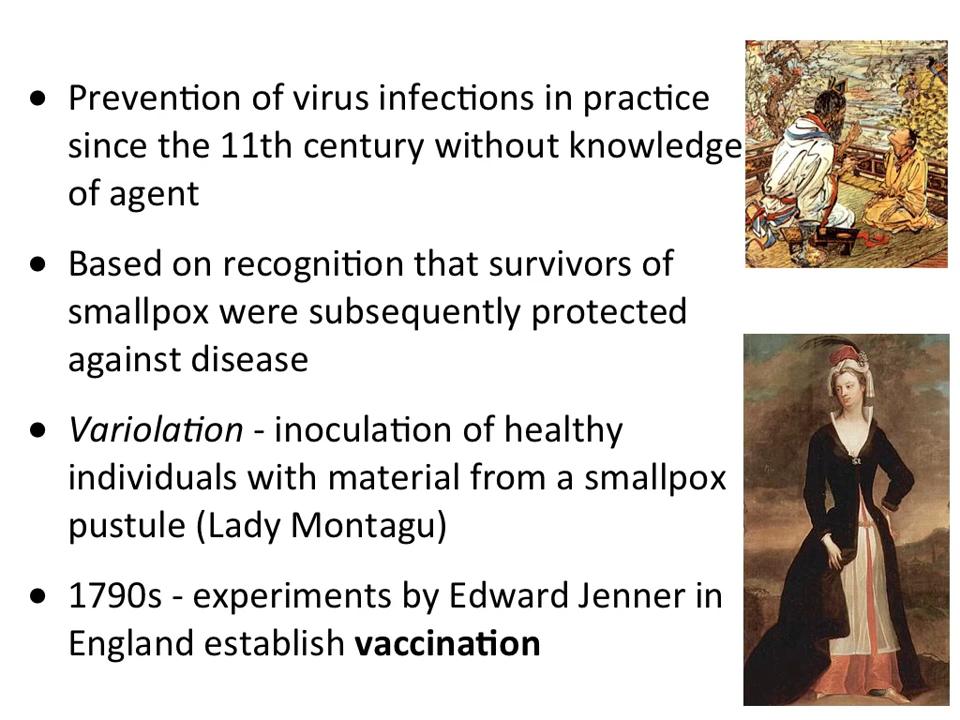 • Prevention of virus infections in practice
since the 11th century without knowledge
of agent
• Based on recognition that survivors of
smallpox were subsequently protected
against disease
• Variolation - inoculation of healthy
individuals with material from a smallpox
pustule (Lady Montagu)
• 1790s - experiments by Edward Jenner in
England establish vaccination